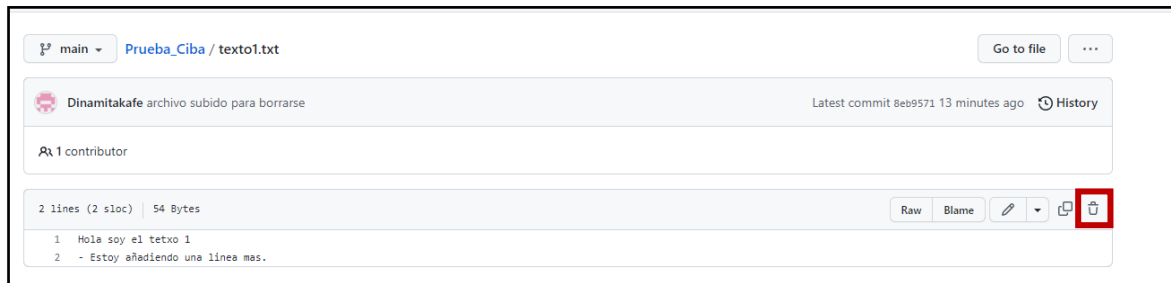 main Prueba_Ciba / texto1.txt Go to file ...
Dinamitakafe archivo subido para borrarse Latest commit 8eb9571 13 minutes ago History
1 contributor
2 lines (2 sloc) | 54 Bytes Raw Blame
1 Hola soy el tetxo 1
2 - Estoy añadiendo una linea mas.